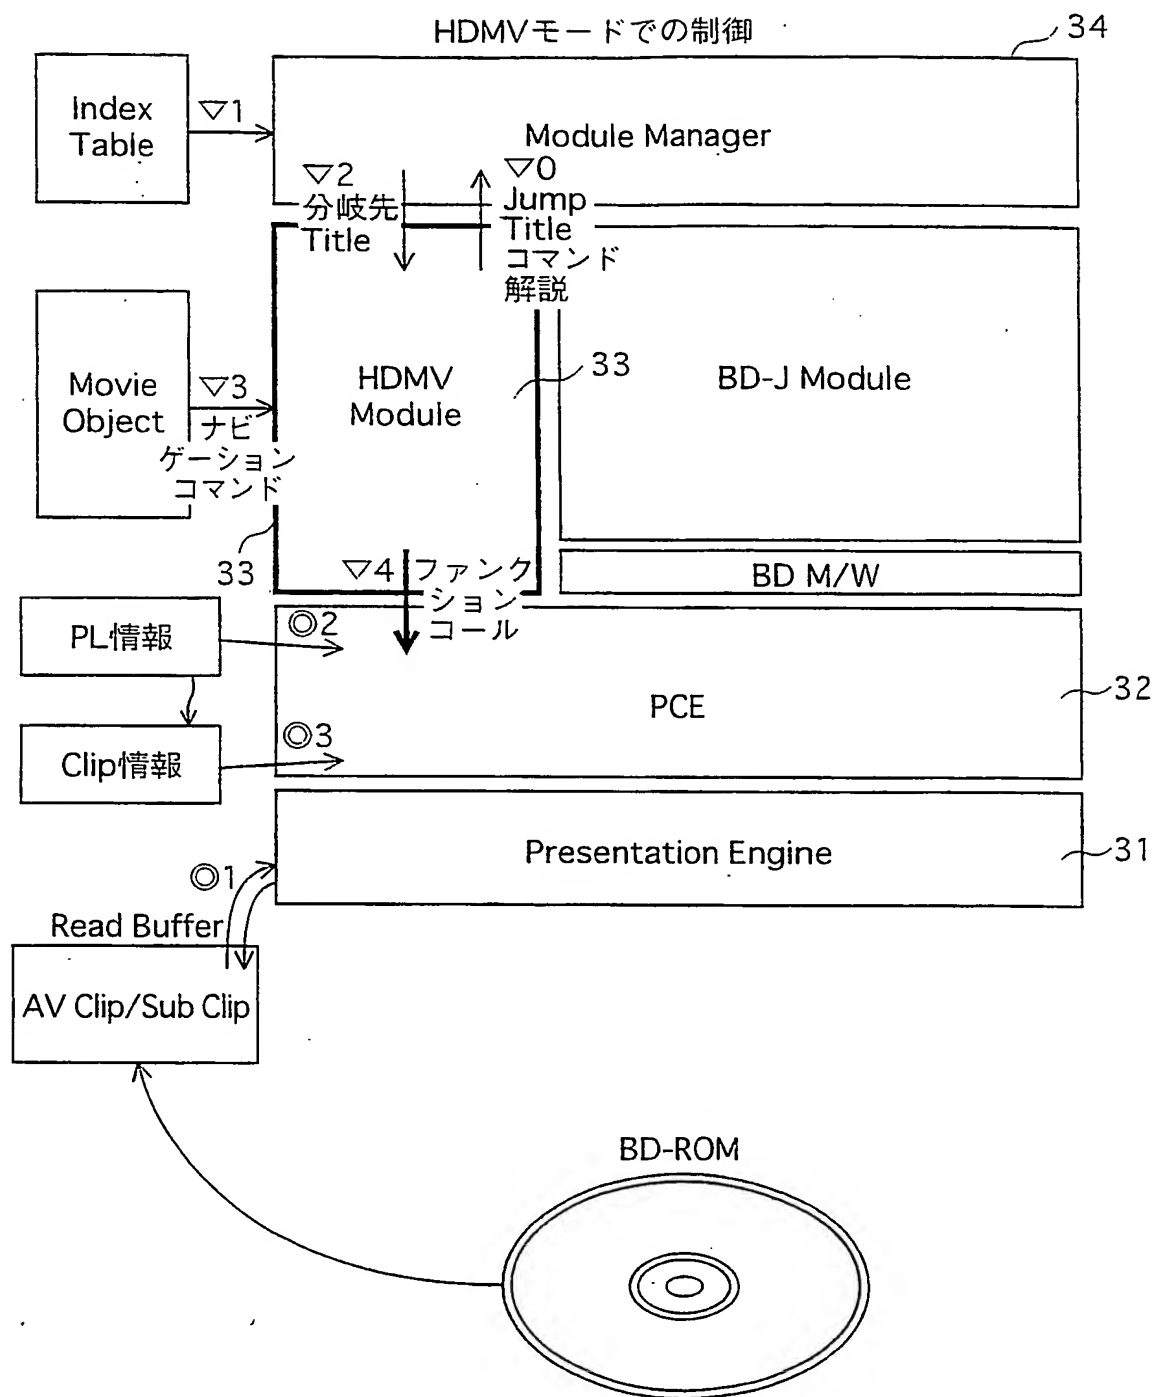 HDMVモードでの制御
34
Index
Table
▽1
Module Manager
▽2
分岐先
Title
▽0
Jump
Title
コマンド
解説
Movie
Object
▽3
ナビ
ゲーション
コマンド
HDMV
Module
33
BD-J Module
33
▽4 ファンク
ション
コール
BD M/W
PL情報
◎2
PCE
32
Clip情報
◎3
Presentation Engine
31
◎1
Read Buffer
AV Clip/Sub Clip
BD-ROM